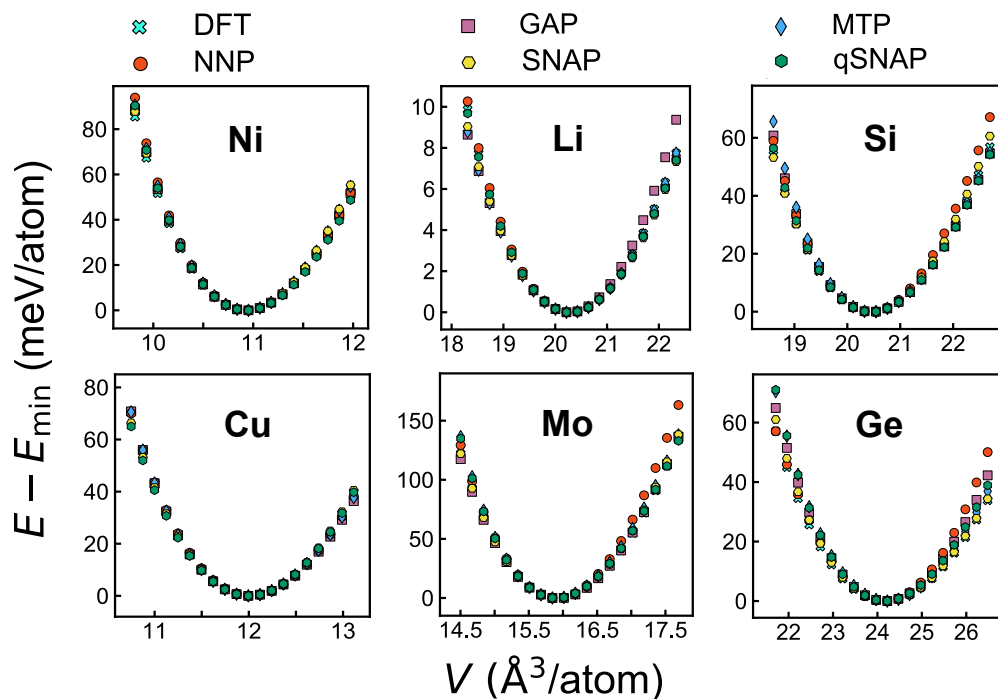 DFT GAP MTP
NNP SNAP qSNAP
Ni Li Si
80
60
40
20
0
10 11 12
10
8
6
4
2
0
18 19 20 21 22
60
40
20
0
19 20 21 22
Cu Mo Ge
80
60
40
20
0
11 12 13
150
100
50
0
14.5 15.5 16.5 17.5
80
60
40
20
0
22 23 24 25 26
E − Emin (meV/atom)
V (Å3/atom)